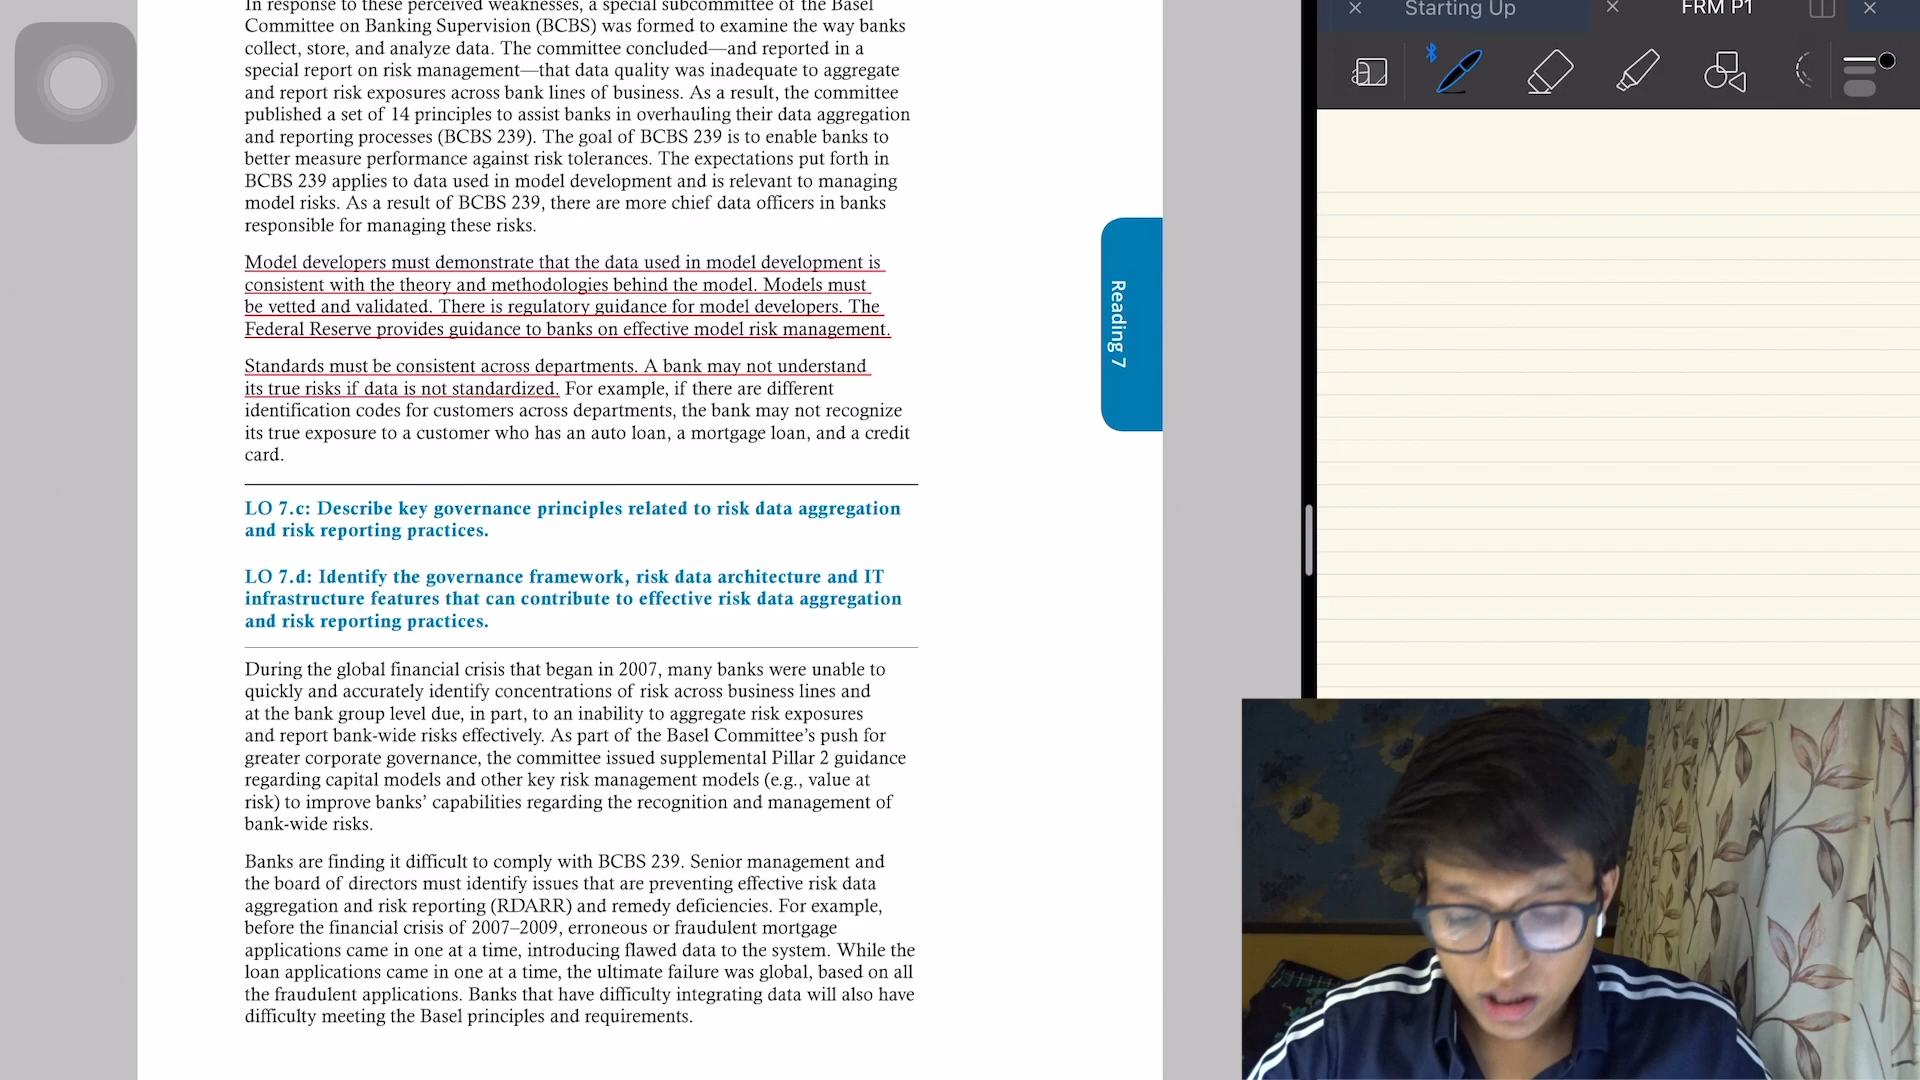 In response to these perceived weaknesses, a special subcommittee of the Basel
Committee on Banking Supervision (BCBS) was formed to examine the way banks
collect, store, and analyze data. The committee concluded—and reported in a
special report on risk management—that data quality was inadequate to aggregate
and report risk exposures across bank lines of business. As a result, the committee
published a set of 14 principles to assist banks in overhauling their data aggregation
and reporting processes (BCBS 239). The goal of BCBS 239 is to enable banks to
better measure performance against risk tolerances. The expectations put forth in
BCBS 239 applies to data used in model development and is relevant to managing
model risks. As a result of BCBS 239, there are more chief data officers in banks
responsible for managing these risks.
Model developers must demonstrate that the data used in model development is
consistent with the theory and methodologies behind the model. Models must
be vetted and validated. There is regulatory guidance for model developers. The
Federal Reserve provides guidance to banks on effective model risk management.
Standards must be consistent across departments. A bank may not understand
its true risks if data is not standardized. For example, if there are different
identification codes for customers across departments, the bank may not recognize
its true exposure to a customer who has an auto loan, a mortgage loan, and a credit
card.
LO 7.c: Describe key governance principles related to risk data aggregation
and risk reporting practices.
LO 7.d: Identify the governance framework, risk data architecture and IT
infrastructure features that can contribute to effective risk data aggregation
and risk reporting practices.
During the global financial crisis that began in 2007, many banks were unable to
quickly and accurately identify concentrations of risk across business lines and
at the bank group level due, in part, to an inability to aggregate risk exposures
and report bank-wide risks effectively. As part of the Basel Committee's push for
greater corporate governance, the committee issued supplemental Pillar 2 guidance
regarding capital models and other key risk management models (e.g., value at
risk) to improve banks' capabilities regarding the recognition and management of
bank-wide risks.
Banks are finding it difficult to comply with BCBS 239. Senior management and
the board of directors must identify issues that are preventing effective risk data
aggregation and risk reporting (RDARR) and remedy deficiencies. For example,
before the financial crisis of 2007–2009, erroneous or fraudulent mortgage
applications came in one at a time, introducing flawed data to the system. While the
loan applications came in one at a time, the ultimate failure was global, based on all
the fraudulent applications. Banks that have difficulty integrating data will also have
difficulty meeting the Basel principles and requirements.
Reading 7
Starting Up
FRM P1